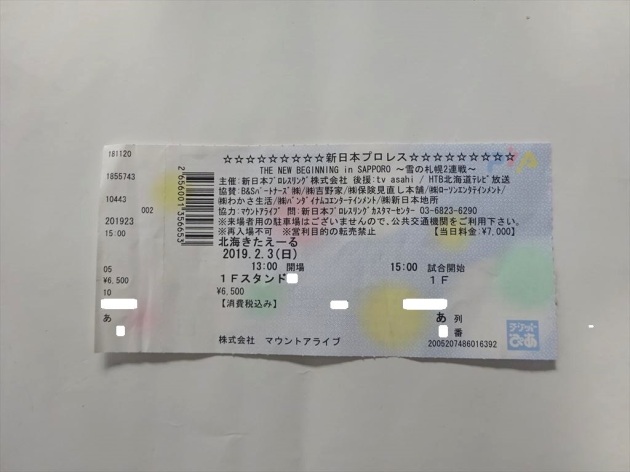 181120
1855743
10443
002
201923
15:00
05
¥6,500
10
あ
2656001356653
☆☆☆☆☆☆☆☆☆新日本プロレス☆☆☆☆☆☆☆☆☆
THE NEW BEGINNING in SAPPORO ～雪の札幌2連戦～
主催：新日本プロレスリング株式会社 後援：tv asahi / HTB北海道テレビ放送
協賛：B&Sパートナーズ㈱/㈱吉野家/㈱保険見直し本舗/㈱ローソンエンタテインメント/
㈱わかさ生活/㈱バンダイナムコエンターテインメント/㈱新日本地所
協力：マウントアライブ 問：新日本プロレスリングカスタマーセンター 03-6823-6290
※来場者用の駐車場はございませんので、公共交通機関をご利用下さい。
※再入場不可 ※営利目的の転売禁止 【当日料金：¥7,000】
北海きたえーる
2019.2.3(日)
13:00 開場 15:00 試合開始
1Fスタンド 1F
¥6,500
【消費税込み】
あ 列
番
株式会社 マウントアライブ 2005207486016392
チケット
ぴあ